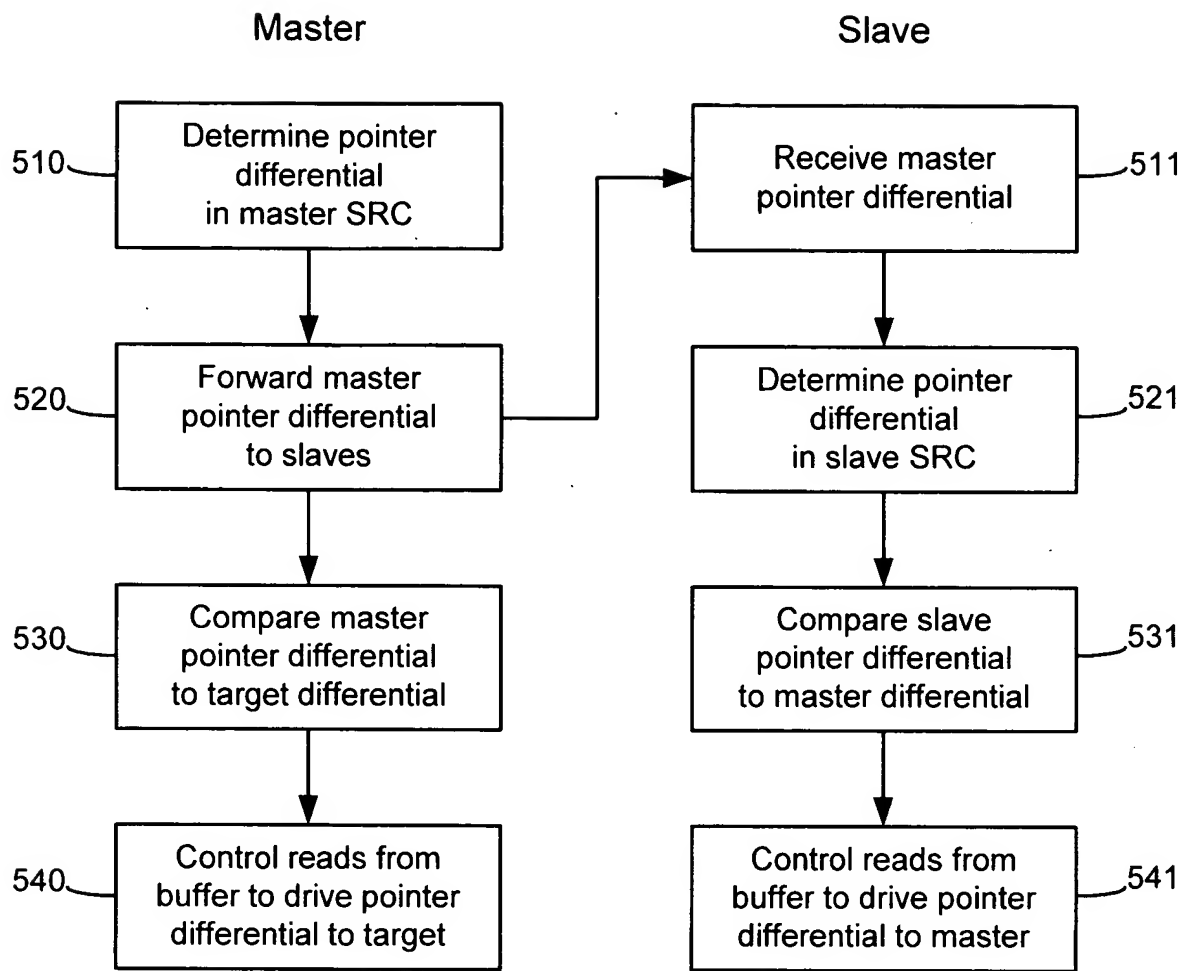 Master
Slave
510
Determine pointer
differential
in master SRC
Receive master
pointer differential
511
520
Forward master
pointer differential
to slaves
Determine pointer
differential
in slave SRC
521
530
Compare master
pointer differential
to target differential
Compare slave
pointer differential
to master differential
531
540
Control reads from
buffer to drive pointer
differential to target
Control reads from
buffer to drive pointer
differential to master
541